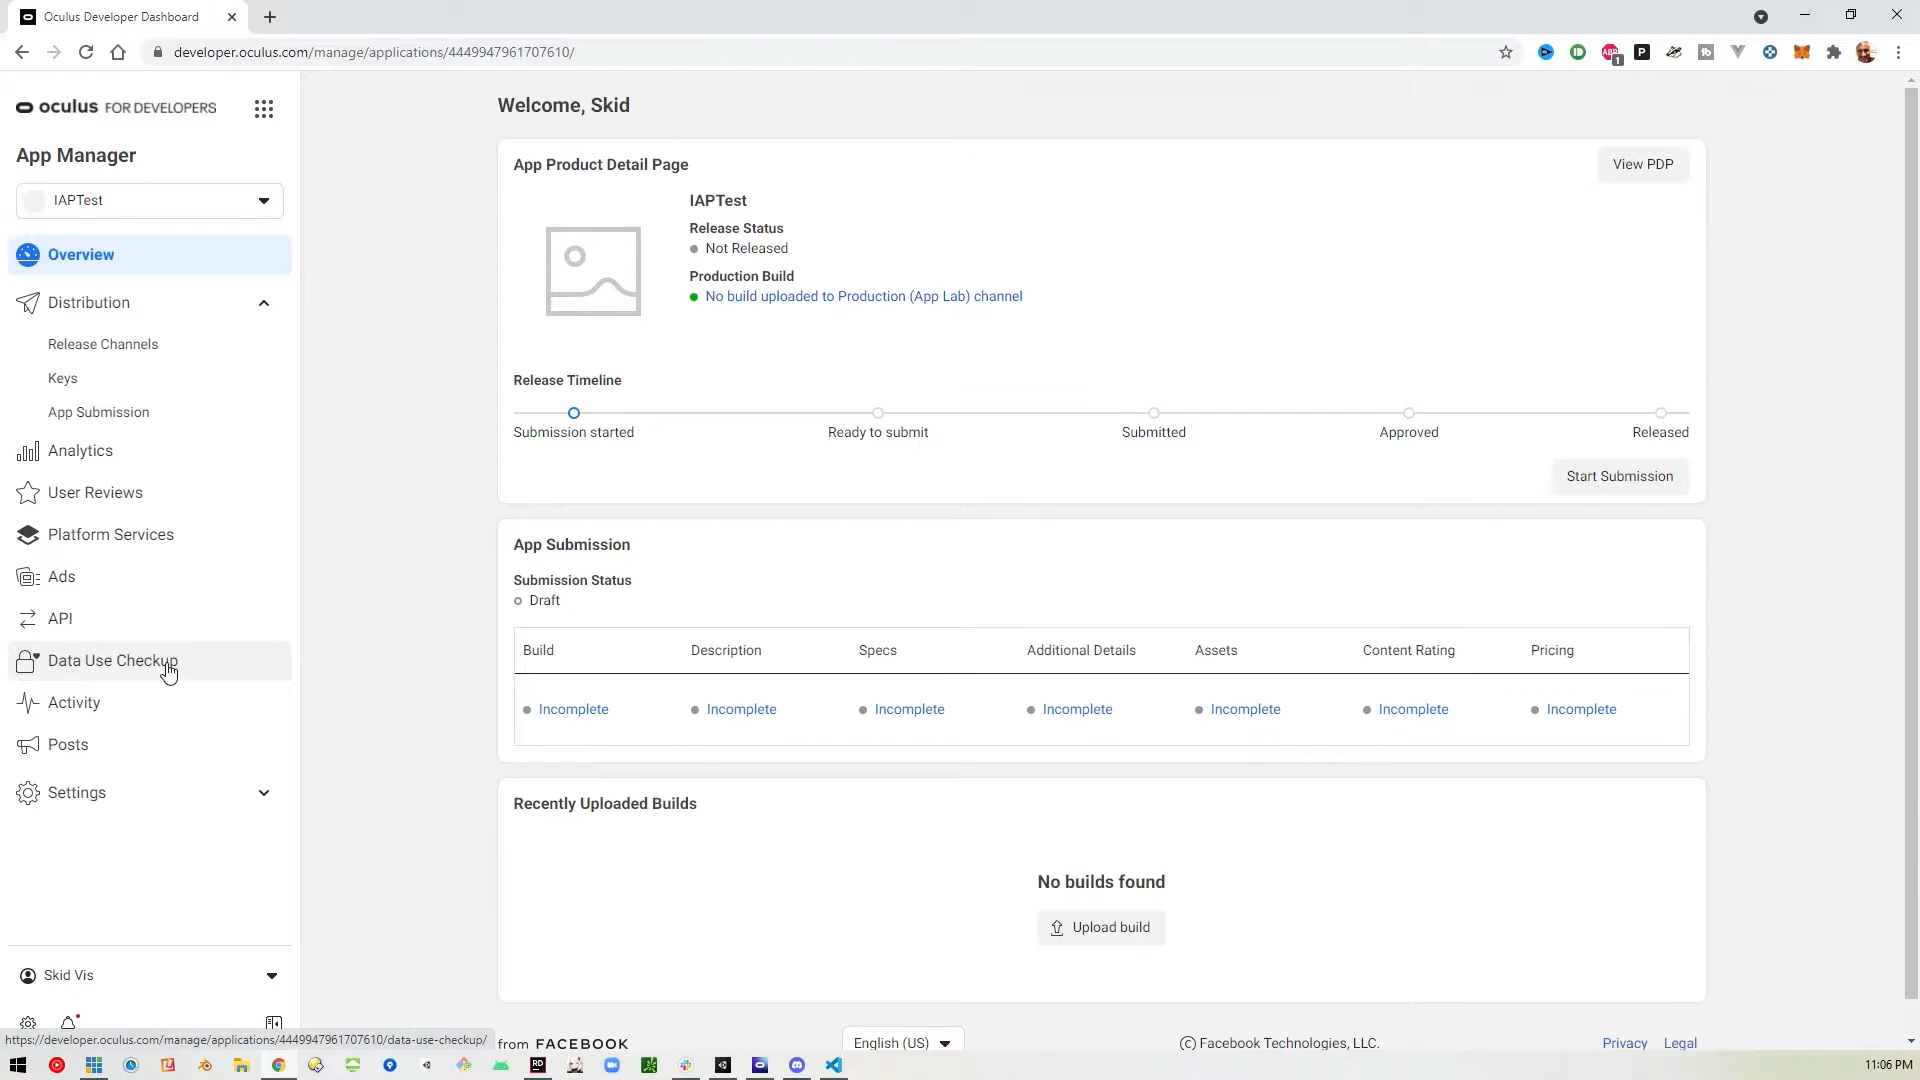 Oculus Developer Dashboard
developer.oculus.com/manage/applications/4449947961707610/
ABP
1
P
tb
oculus FOR DEVELOPERS
App Manager
IAPTest
Overview
Distribution
Release Channels
Keys
App Submission
Analytics
User Reviews
Platform Services
Ads
API
Data Use Checkup
Activity
Posts
Settings
Skid Vis
https://developer.oculus.com/manage/applications/4449947961707610/data-use-checkup/
Welcome, Skid
App Product Detail Page
View PDP
IAPTest
Release Status
Not Released
Production Build
No build uploaded to Production (App Lab) channel
Release Timeline
Submission started
Ready to submit
Submitted
Approved
Released
Start Submission
App Submission
Submission Status
Draft
Build Description Specs Additional Details Assets Content Rating Pricing
Incomplete Incomplete Incomplete Incomplete Incomplete Incomplete Incomplete
Recently Uploaded Builds
No builds found
Upload build
from FACEBOOK
English (US)
© Facebook Technologies, LLC.
Privacy Legal
RD
11:06 PM